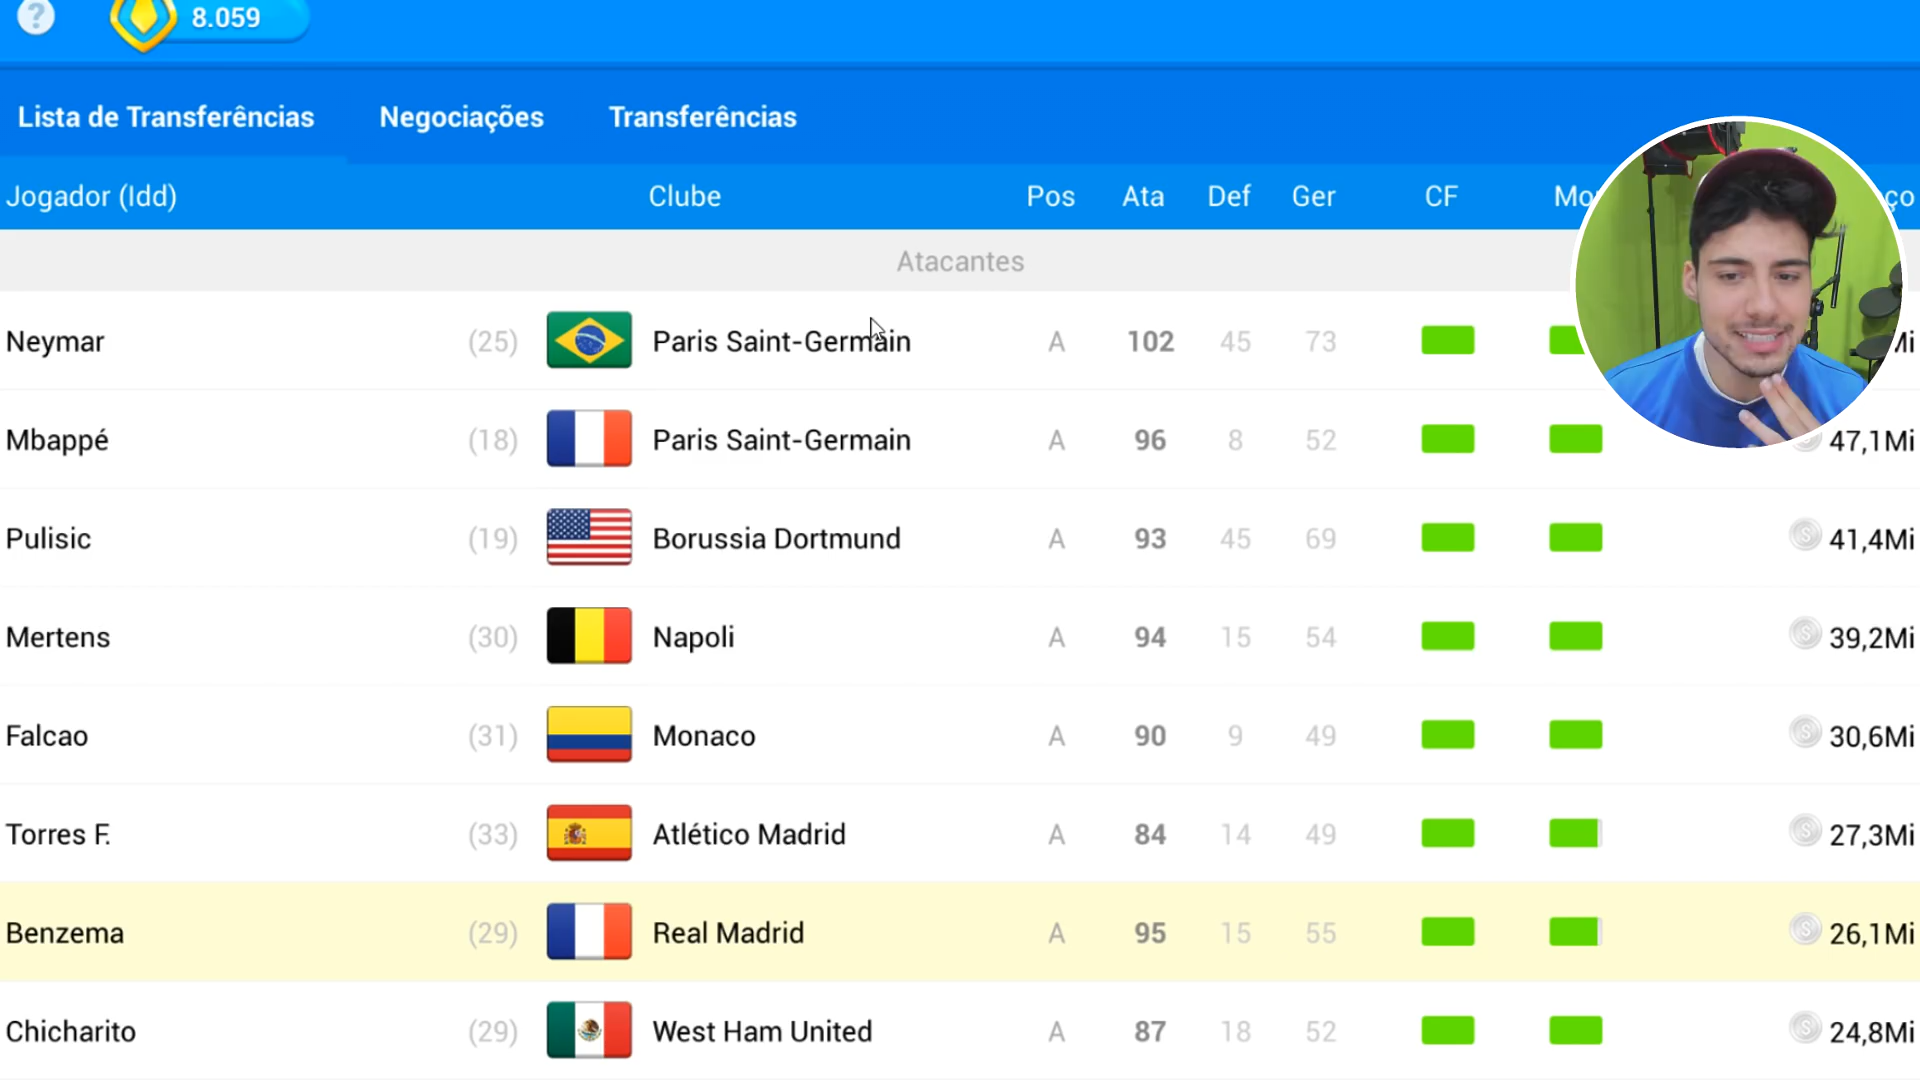 ? 8.059
Lista de Transferências Negociações Transferências
Jogador (Idd) Clube Pos Ata Def Ger CF
Atacantes
Neymar (25) Paris Saint-Germain A 102 45 73
Mbappé (18) Paris Saint-Germain A 96 8 52 47,1Mi
Pulisic (19) Borussia Dortmund A 93 45 69 41,4Mi
Mertens (30) Napoli A 94 15 54 39,2Mi
Falcao (31) Monaco A 90 9 49 30,6Mi
Torres F. (33) Atlético Madrid A 84 14 49 27,3Mi
Benzema (29) Real Madrid A 95 15 55 26,1Mi
Chicharito (29) West Ham United A 87 18 52 24,8Mi